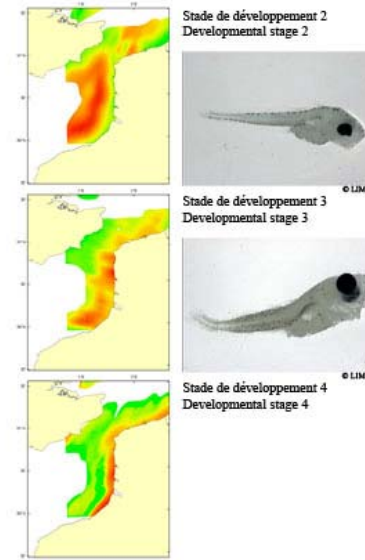 Stade de développement 2
Developmental stage 2
© LIM
Stade de développement 3
Developmental stage 3
© LIM
Stade de développement 4
Developmental stage 4